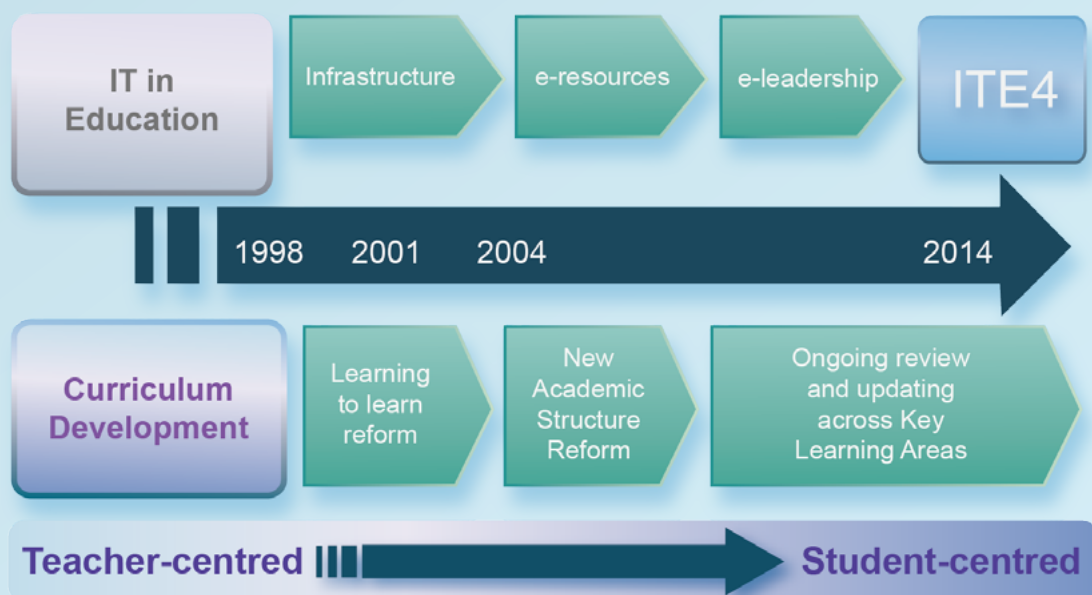 IT in
Education
Infrastructure
e-resources
e-leadership
ITE4
1998
2001
2004
2014
Curriculum
Development
Learning
to learn
reform
New
Academic
Structure
Reform
Ongoing review
and updating
across Key
Learning Areas
Teacher-centred
Student-centred